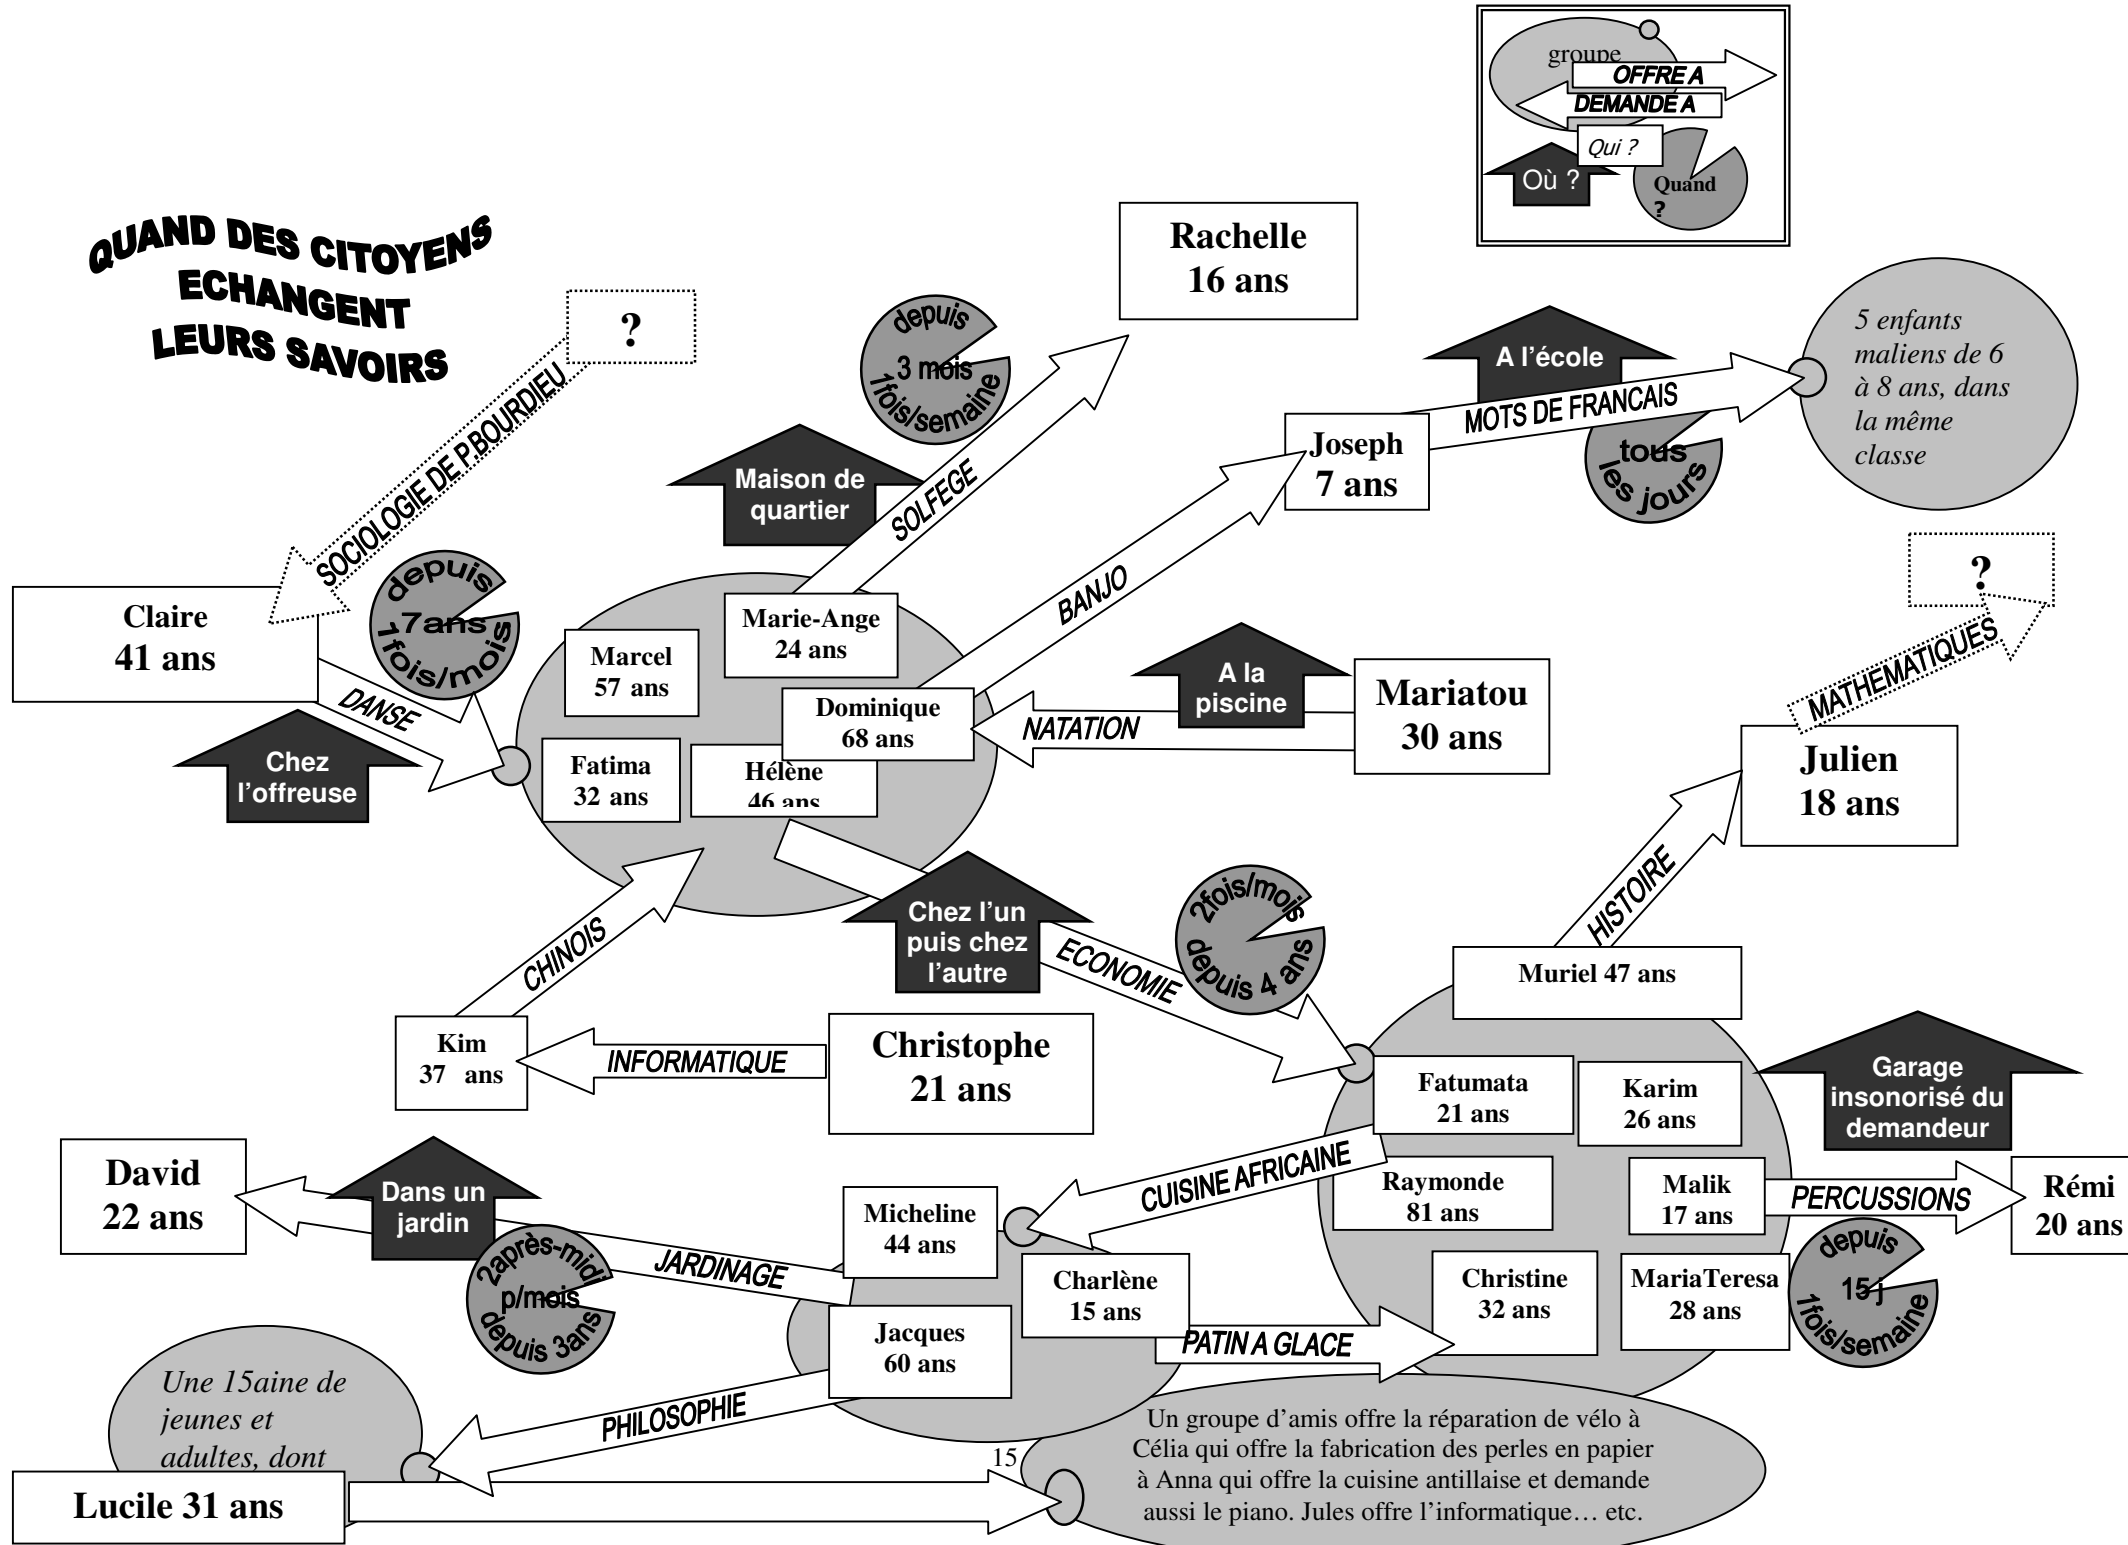 groupe
OFFRE A
DEMANDE A
Qui ?
Où ?
Quand
?
QUAND DES CITOYENS
ECHANGENT
LEURS SAVOIRS
?
SOCIOLOGIE DE P.BOURDIEU
Rachelle
16 ans
depuis
3 mois
1fois/semaine
Maison de
quartier
SOLFEGE
A l'école
MOTS DE FRANCAIS
tous
les jours
5 enfants
maliens de 6
à 8 ans, dans
la même
classe
Joseph
7 ans
BANJO
Claire
41 ans
depuis
7ans
1fois/mois
DANSE
Chez
l'offreuse
Marie-Ange
24 ans
Marcel
57 ans
Dominique
68 ans
Fatima
32 ans
Hélène
46 ans
NATATION
A la
piscine
Mariatou
30 ans
?
MATHEMATIQUES
Julien
18 ans
HISTOIRE
CHINOIS
Chez l'un
puis chez
l'autre
ECONOMIE
2fois/mois
depuis 4 ans
Muriel 47 ans
Kim
37 ans
INFORMATIQUE
Christophe
21 ans
Fatumata
21 ans
Karim
26 ans
Garage
insonorisé du
demandeur
David
22 ans
Dans un
jardin
2après-midi
p/mois
depuis 3ans
JARDINAGE
Micheline
44 ans
CUISINE AFRICAINE
Raymonde
81 ans
Malik
17 ans
PERCUSSIONS
Rémi
20 ans
depuis
15 j
1fois/semaine
Charlène
15 ans
Christine
32 ans
MariaTeresa
28 ans
Jacques
60 ans
PATIN A GLACE
PHILOSOPHIE
Une 15aine de
jeunes et
adultes, dont
Lucile 31 ans
15
Un groupe d'amis offre la réparation de vélo à
Célia qui offre la fabrication des perles en papier
à Anna qui offre la cuisine antillaise et demande
aussi le piano. Jules offre l'informatique… etc.